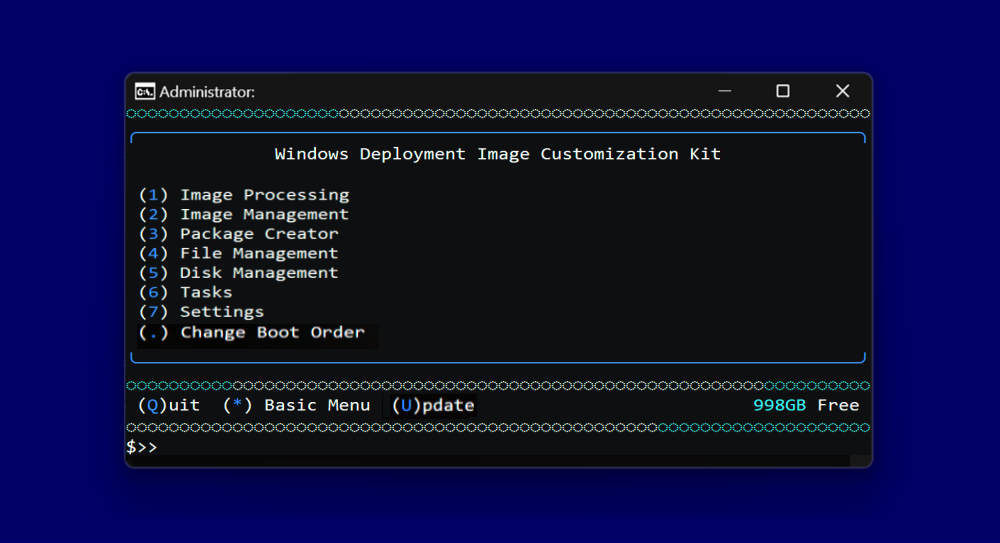 Administrator:
Windows Deployment Image Customization Kit
(1) Image Processing
(2) Image Management
(3) Package Creator
(4) File Management
(5) Disk Management
(6) Tasks
(7) Settings
(.) Change Boot Order
(Q)uit (*) Basic Menu (U)pdate 998GB Free
$>>